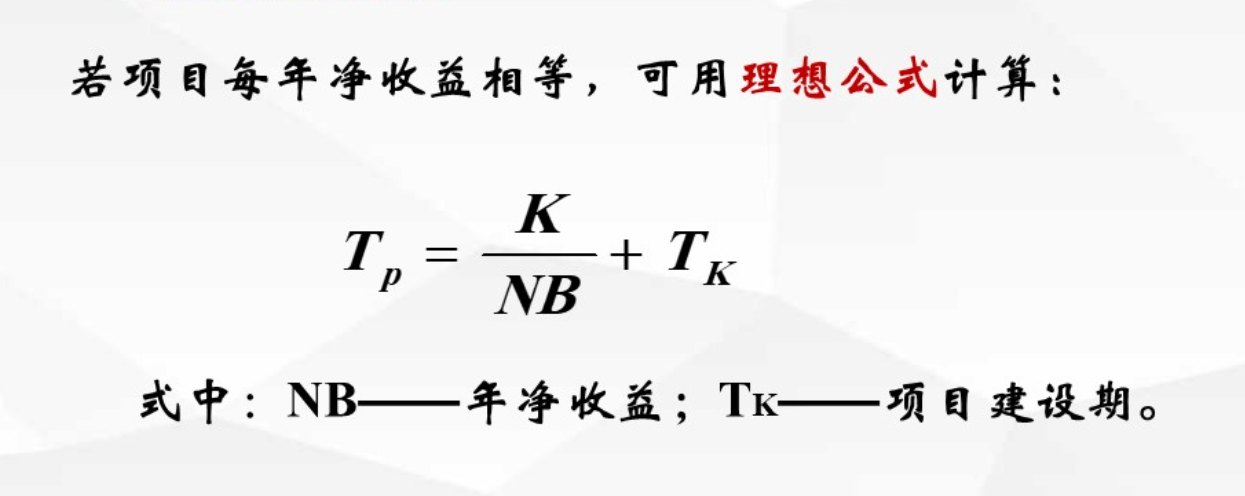 若项目每年净收益相等，可用理想公式计算：
T_p = K/NB + T_K
式中：NB——年净收益；TK——项目建设期。